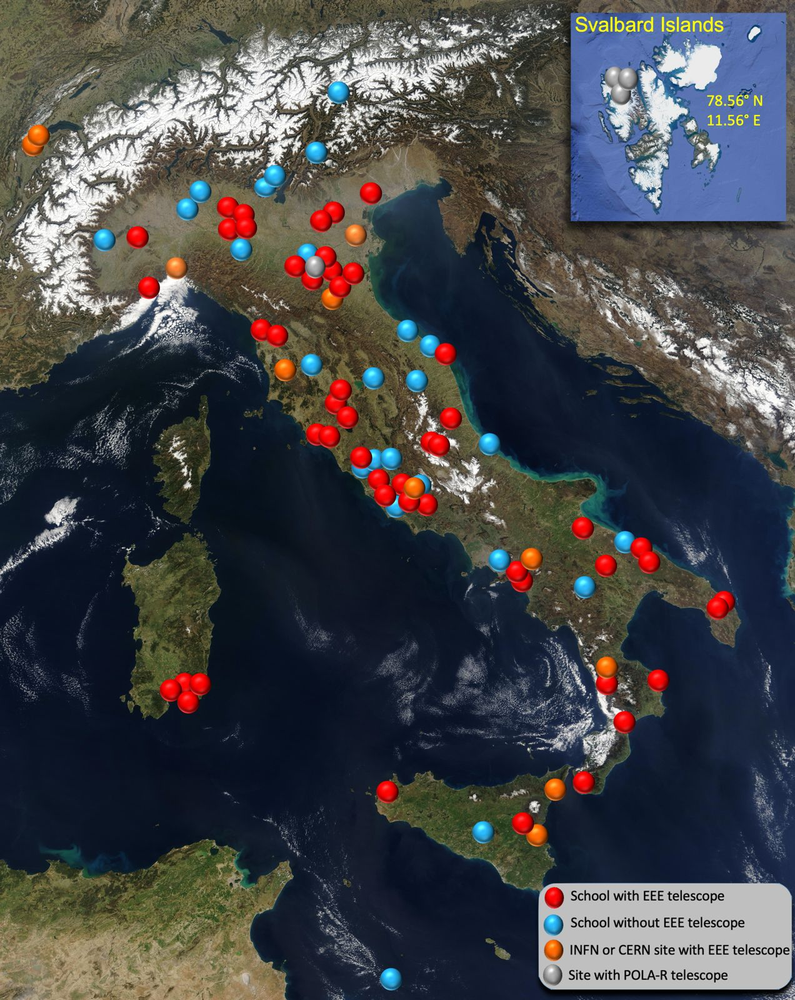 Svalbard Islands
78.56° N
11.56° E
School with EEE telescope
School without EEE telescope
INFN or CERN site with EEE telescope
Site with POLA-R telescope